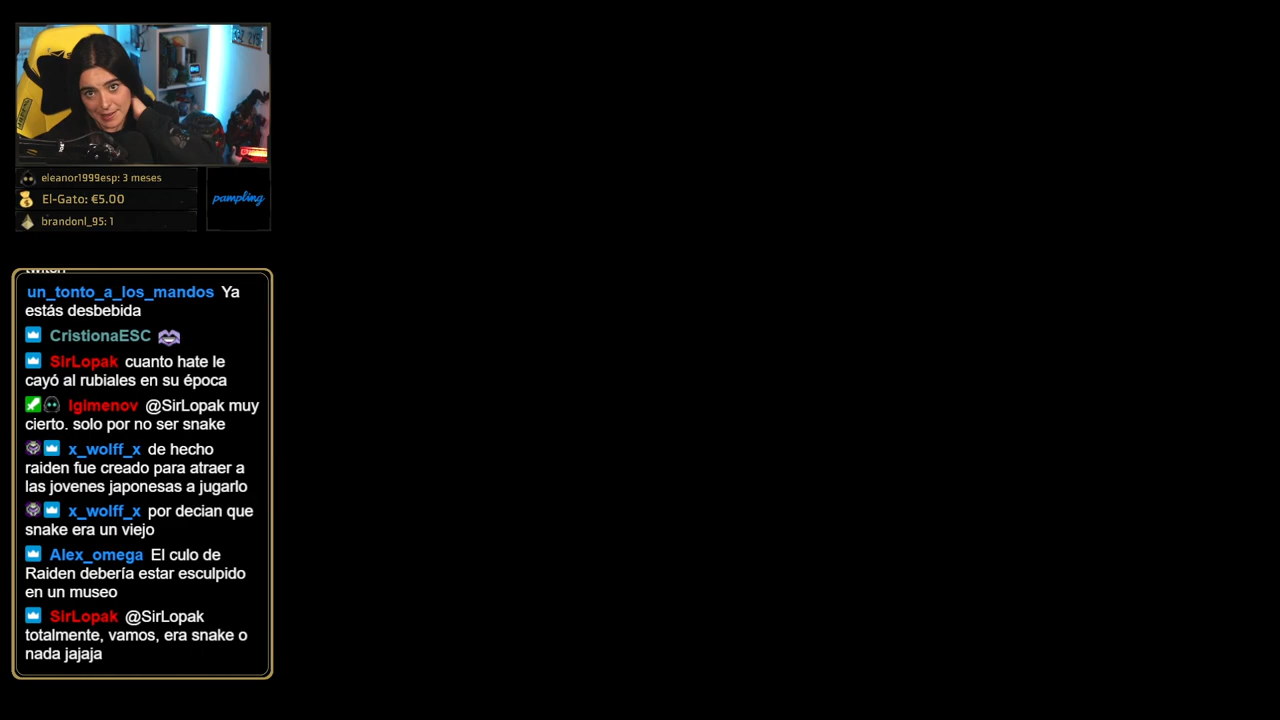 eleanor1999esp: 3 meses
El-Gato: €5.00
brandonl_95: 1
pampling
un_tonto_a_los_mandos Ya
estás desbebida
CristionaESC
SirLopak cuanto hate le
cayó al rubiales en su época
Igimenov @SirLopak muy
cierto. solo por no ser snake
x_wolff_x de hecho
raiden fue creado para atraer a
las jovenes japonesas a jugarlo
x_wolff_x por decian que
snake era un viejo
Alex_omega El culo de
Raiden debería estar esculpido
en un museo
SirLopak @SirLopak
totalmente, vamos, era snake o
nada jajaja